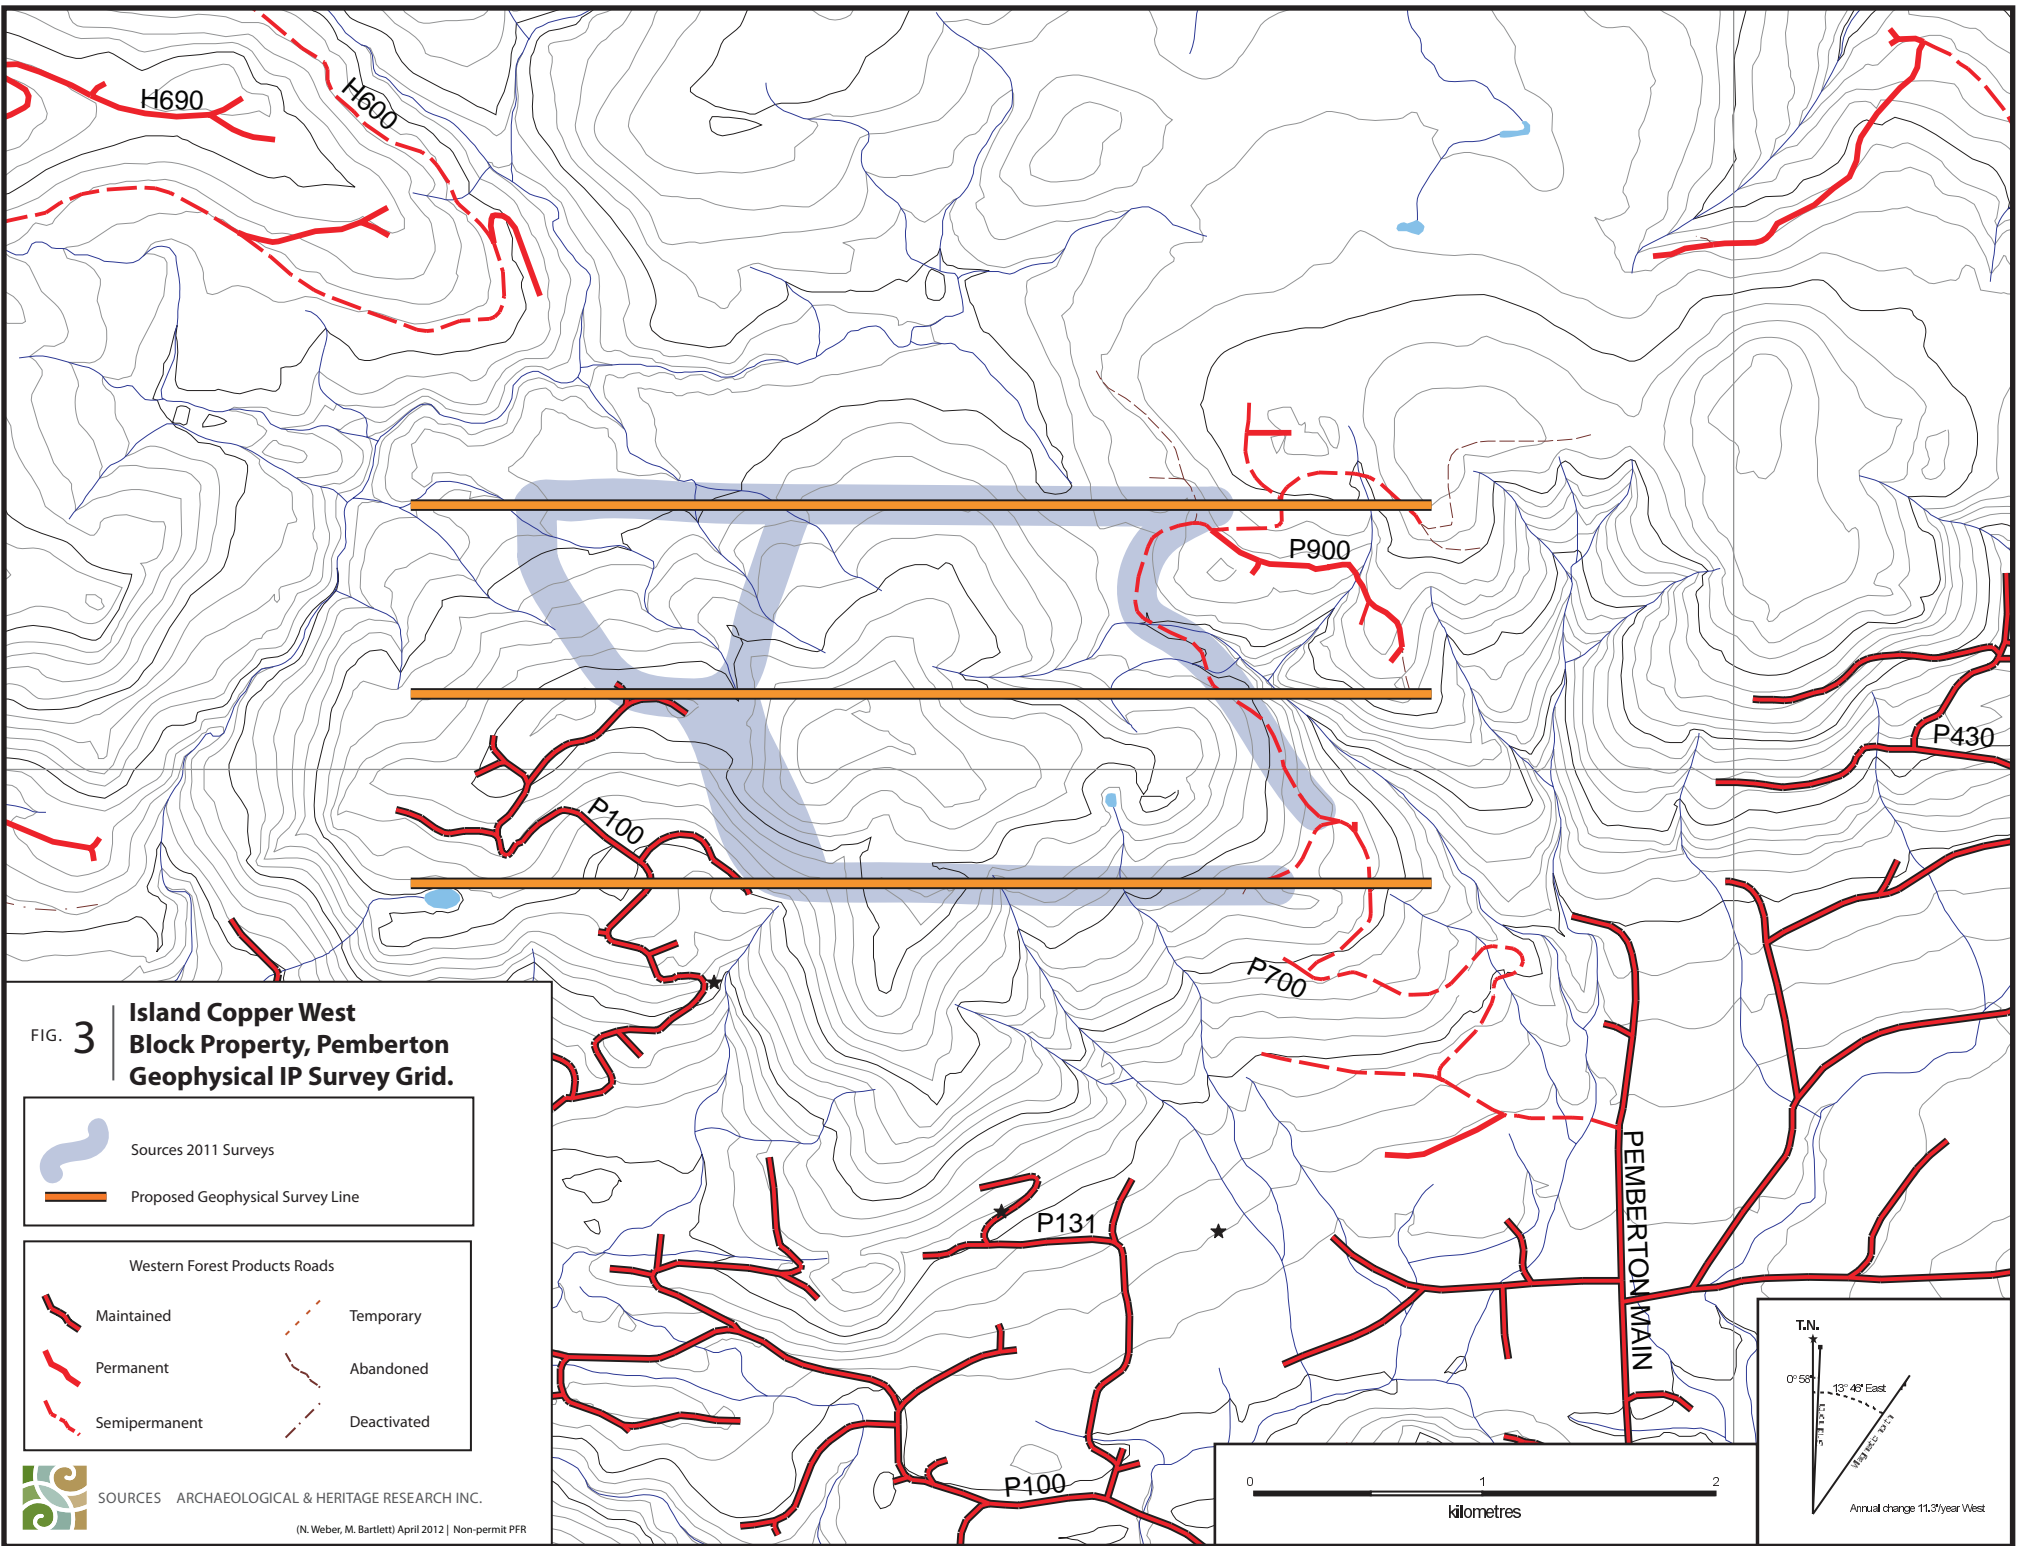 H690
H600
P900
P430
P100
P700
FIG. 3
Island Copper West
Block Property, Pemberton
Geophysical IP Survey Grid.
Sources 2011 Surveys
Proposed Geophysical Survey Line
Western Forest Products Roads
Maintained
Temporary
Permanent
Abandoned
Semipermanent
Deactivated
SOURCES ARCHAEOLOGICAL & HERITAGE RESEARCH INC.
(N. Weber, M. Bartlett) April 2012 | Non-permit PFR
P131
PEMBERTON MAIN
P100
0 1 2
kilometres
T.N.
0° 58'
13° 46' East
Annual change 11.3'/year West